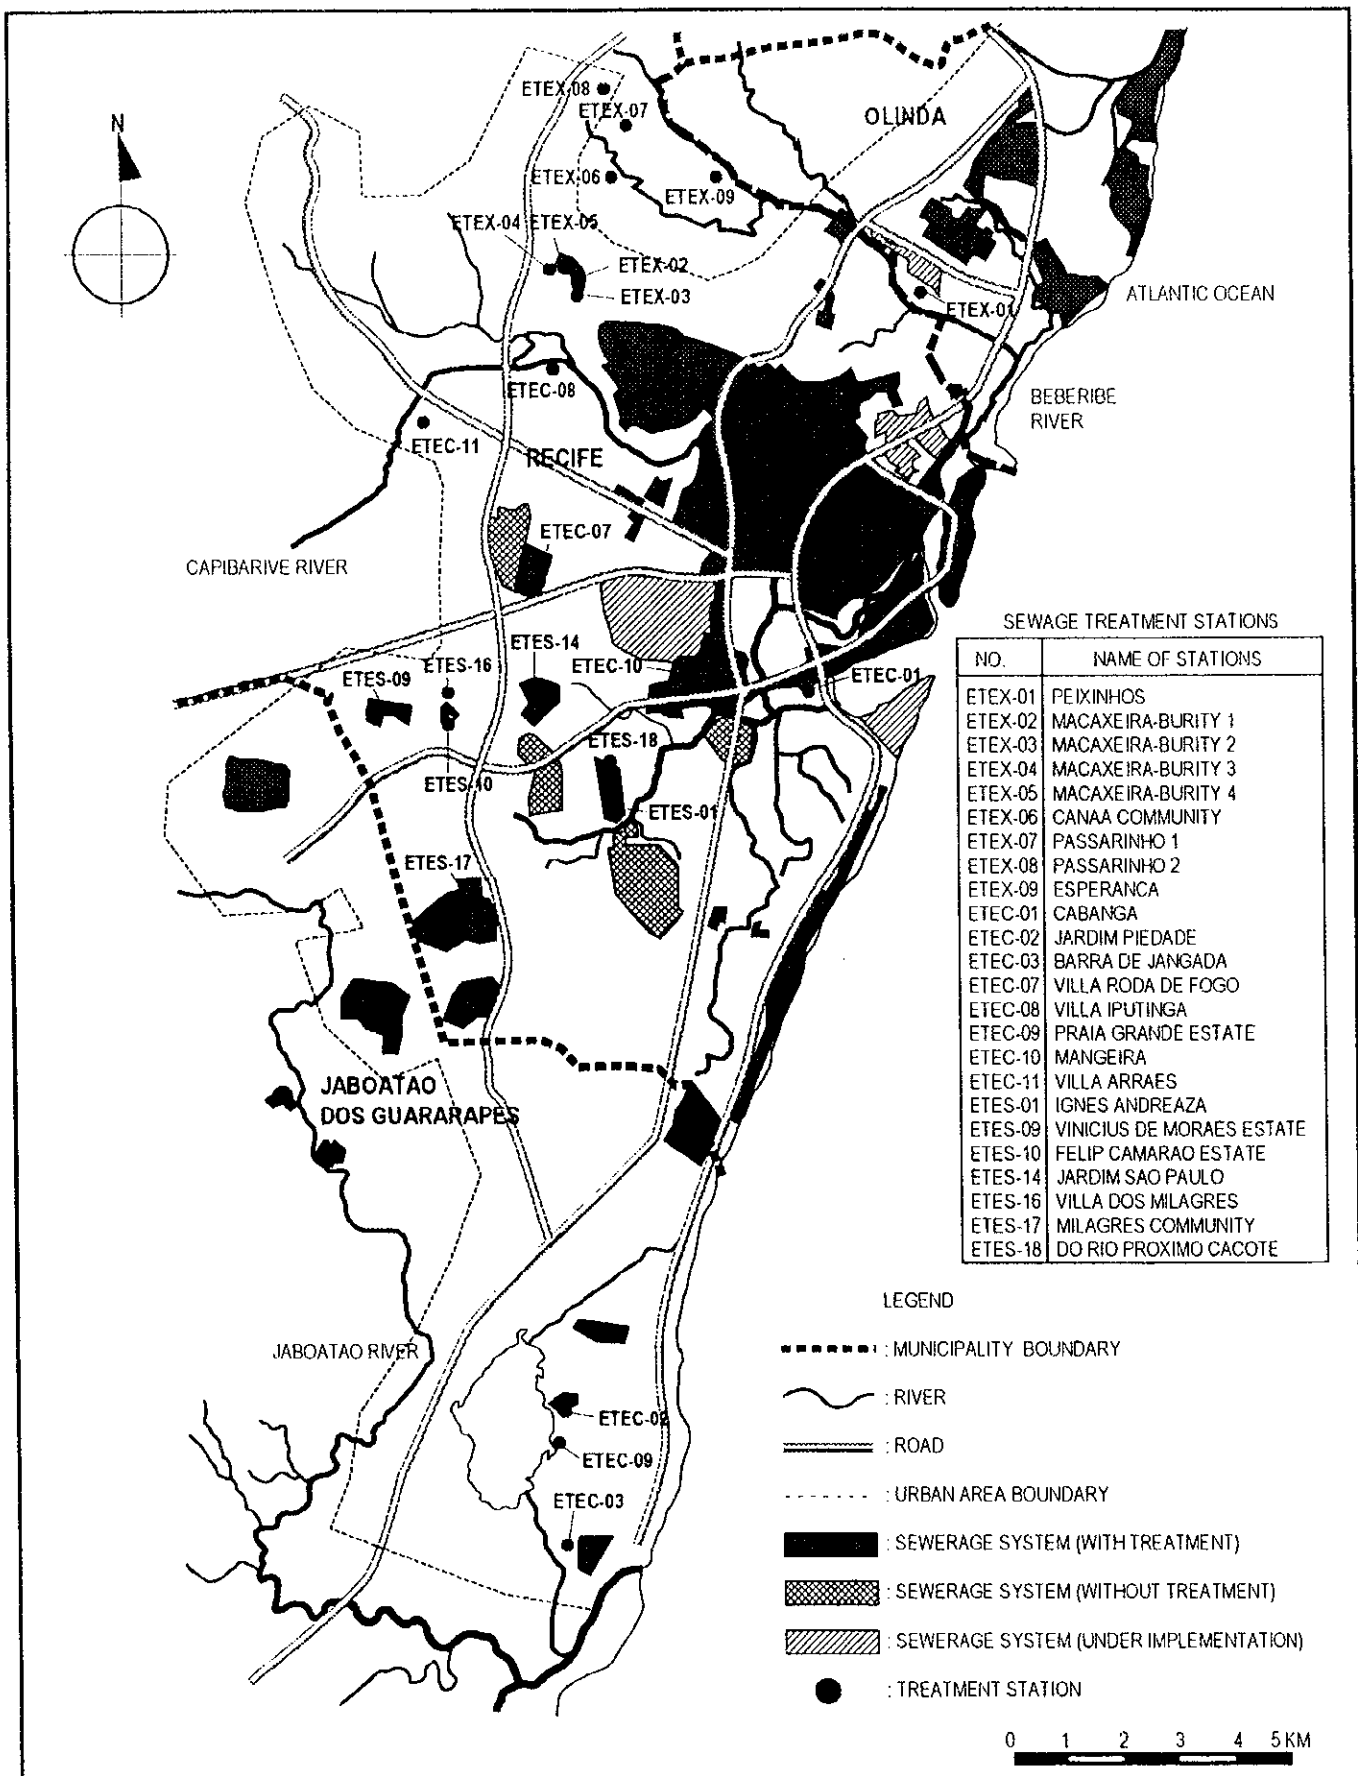 N
ETEX-08
ETEX-07
OLINDA
ETEX-06
ETEX-09
ETEX-04 ETEX-05
ETEX-02
ETEX-03
ETEX-01
ATLANTIC OCEAN
ETEC-08
BEBERIBE
RIVER
ETEC-11
RECIFE
ETEC-07
CAPIBARIVE RIVER
ETES-14
ETES-16
ETEC-10
ETES-09
ETEC-01
ETES-18
ETES-10
ETES-01
ETES-17
SEWAGE TREATMENT STATIONS
NO. NAME OF STATIONS
ETEX-01 PEIXINHOS
ETEX-02 MACAXEIRA-BURITY 1
ETEX-03 MACAXEIRA-BURITY 2
ETEX-04 MACAXEIRA-BURITY 3
ETEX-05 MACAXEIRA-BURITY 4
ETEX-06 CANAA COMMUNITY
ETEX-07 PASSARINHO 1
ETEX-08 PASSARINHO 2
ETEX-09 ESPERANCA
ETEC-01 CABANGA
ETEC-02 JARDIM PIEDADE
ETEC-03 BARRA DE JANGADA
ETEC-07 VILLA RODA DE FOGO
ETEC-08 VILLA IPUTINGA
ETEC-09 PRAIA GRANDE ESTATE
ETEC-10 MANGEIRA
ETEC-11 VILLA ARRAES
ETES-01 IGNES ANDREAZA
ETES-09 VINICIUS DE MORAES ESTATE
ETES-10 FELIP CAMARAO ESTATE
ETES-14 JARDIM SAO PAULO
ETES-16 VILLA DOS MILAGRES
ETES-17 MILAGRES COMMUNITY
ETES-18 DO RIO PROXIMO CACOTE
JABOATAO
DOS GUARARAPES
JABOATAO RIVER
ETEC-02
ETEC-09
ETEC-03
LEGEND
: MUNICIPALITY BOUNDARY
: RIVER
: ROAD
: URBAN AREA BOUNDARY
: SEWERAGE SYSTEM (WITH TREATMENT)
: SEWERAGE SYSTEM (WITHOUT TREATMENT)
: SEWERAGE SYSTEM (UNDER IMPLEMENTATION)
: TREATMENT STATION
0 1 2 3 4 5 KM